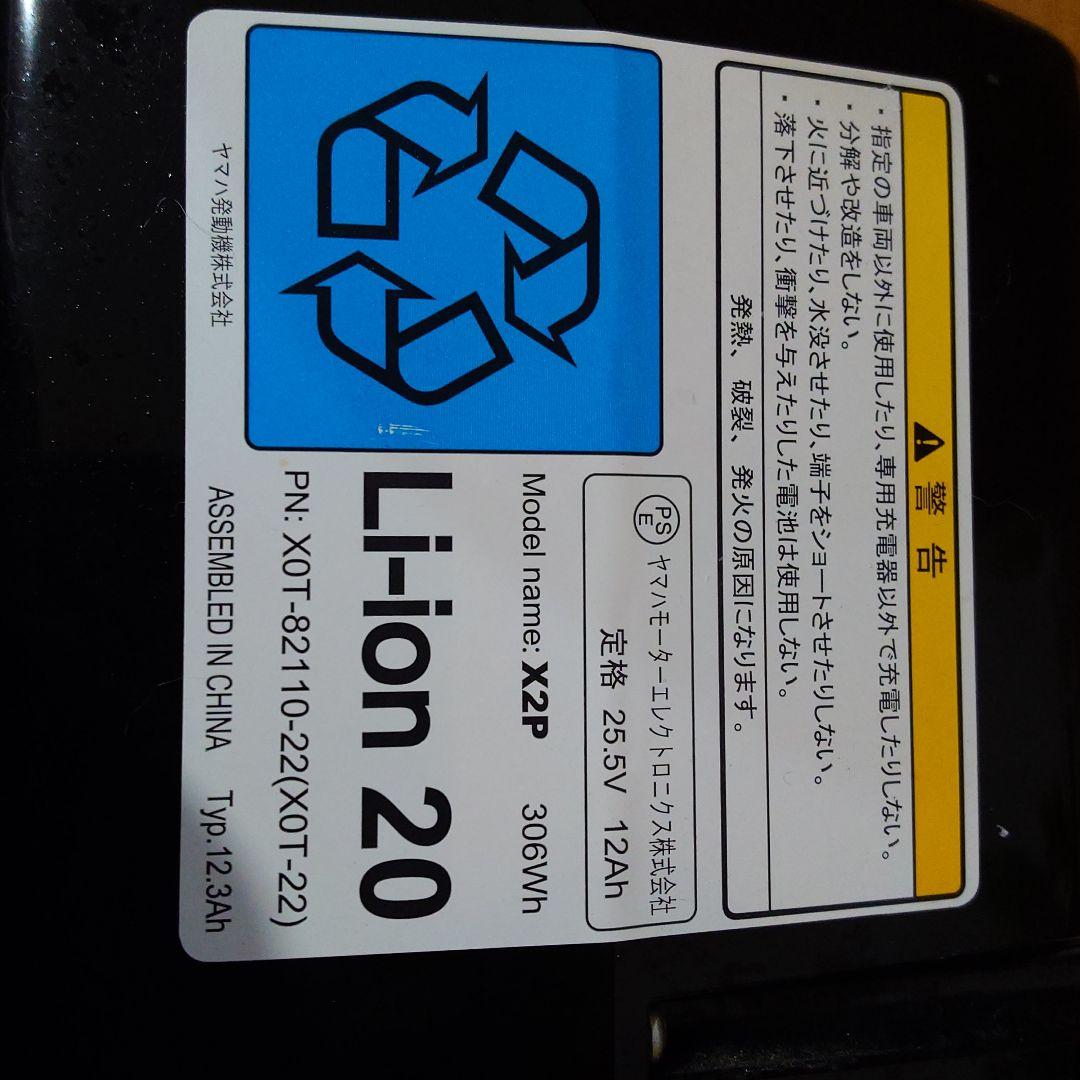 警告
・指定の車両以外に使用したり、専用充電器以外で充電したりしない。
・分解や改造をしない。
・火に近づけたり、水没させたり、端子をショートさせたりしない。
・落下させたり、衝撃を与えたりした電池は使用しない。
発熱、破裂、発火の原因になります。
PSE ヤマハモーターエレクトロニクス株式会社
定格 25.5V 12Ah
Model name: X2P 306Wh
Li-ion 20
PN: X0T-82110-22(X0T-22)
ヤマハ発動機株式会社 ASSEMBLED IN CHINA Typ.12.3Ah